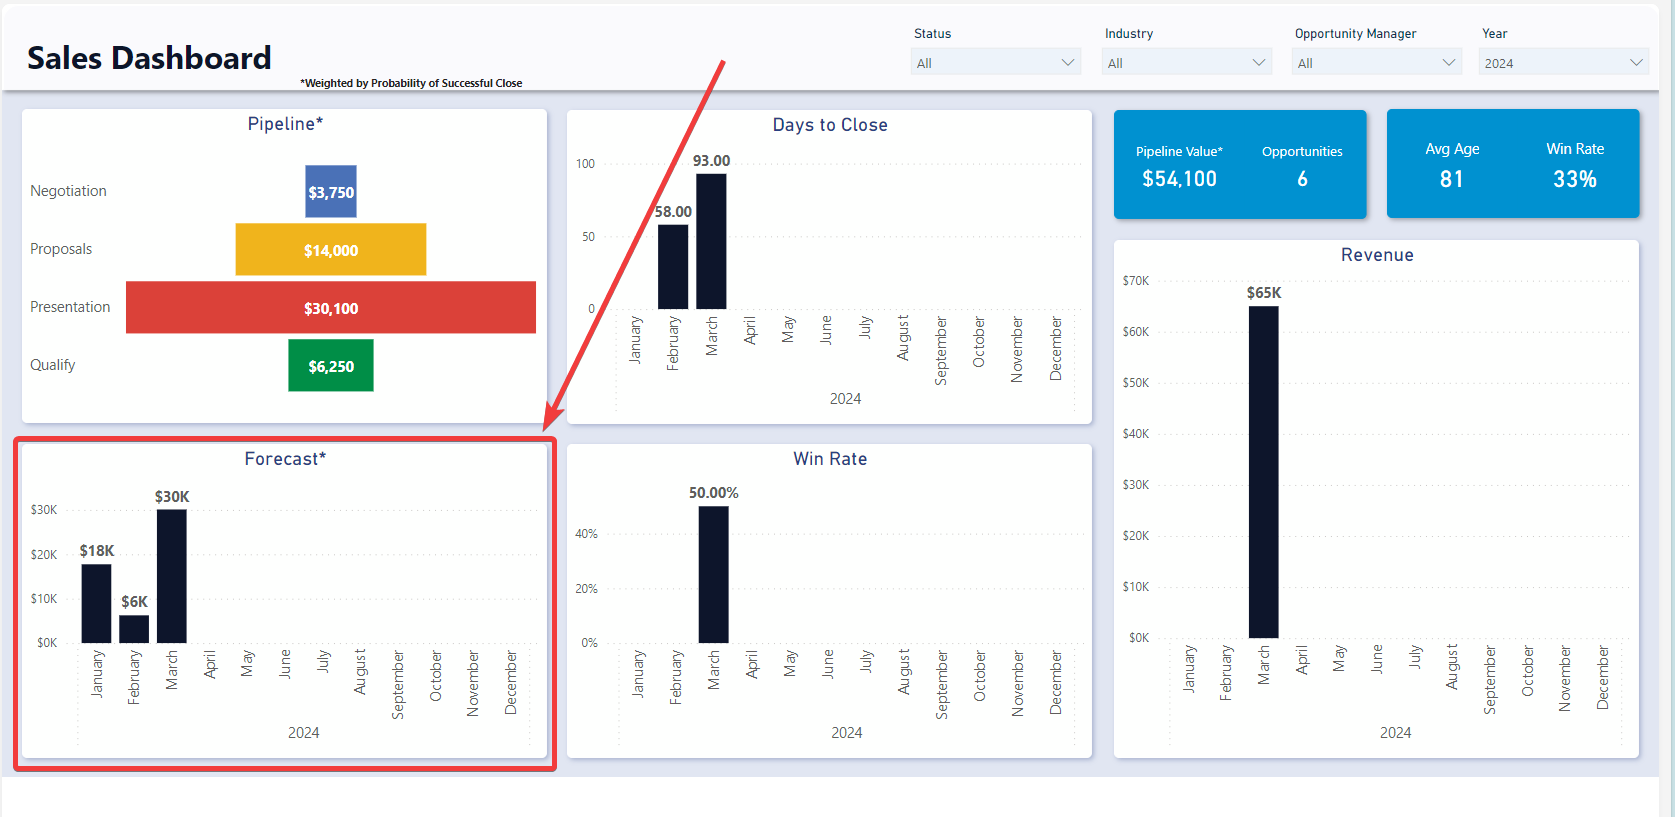 Sales Dashboard
*Weighted by Probability of Successful Close
Status
All
Industry
All
Opportunity Manager
All
Year
2024
Pipeline*
Negotiation
$3,750
Proposals
$14,000
Presentation
$30,100
Qualify
$6,250
Days to Close
100
50
0
58.00
93.00
January
February
March
April
May
June
July
August
September
October
November
December
2024
Pipeline Value*
$54,100
Opportunities
6
Avg Age
81
Win Rate
33%
Forecast*
$30K
$20K
$10K
$0K
$18K
$6K
$30K
January
February
March
April
May
June
July
August
September
October
November
December
2024
Win Rate
40%
20%
0%
50.00%
January
February
March
April
May
June
July
August
September
October
November
December
2024
Revenue
$70K
$60K
$50K
$40K
$30K
$20K
$10K
$0K
$65K
January
February
March
April
May
June
July
August
September
October
November
December
2024